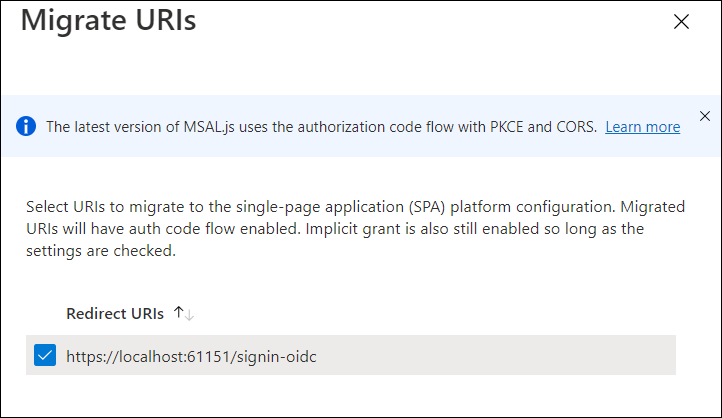 Migrate URIs
The latest version of MSAL.js uses the authorization code flow with PKCE and CORS. Learn more
Select URIs to migrate to the single-page application (SPA) platform configuration. Migrated
URIs will have auth code flow enabled. Implicit grant is also still enabled so long as the
settings are checked.
Redirect URIs
https://localhost:61151/signin-oidc